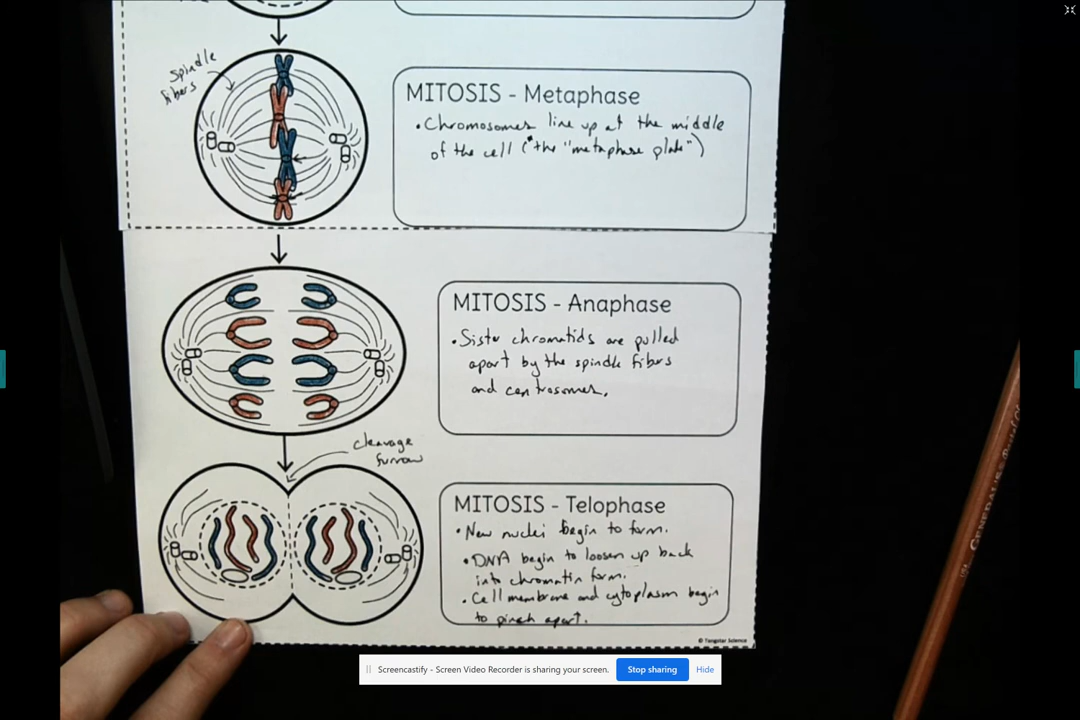 spindle
fibers
MITOSIS - Metaphase
• Chromosomes line up at the middle
of the cell (*the "metaphase plate")
MITOSIS - Anaphase
• Sister chromatids are pulled
apart by the spindle fibers
and centrosomes.
cleavage
furrow
MITOSIS - Telophase
• New nuclei begin to form.
• DNA begin to loosen up back
into chromatin form.
• Cell membrane and cytoplasm begin
to pinch apart.
© Tangstar Science
Screencastify - Screen Video Recorder is sharing your screen.
Stop sharing
Hide